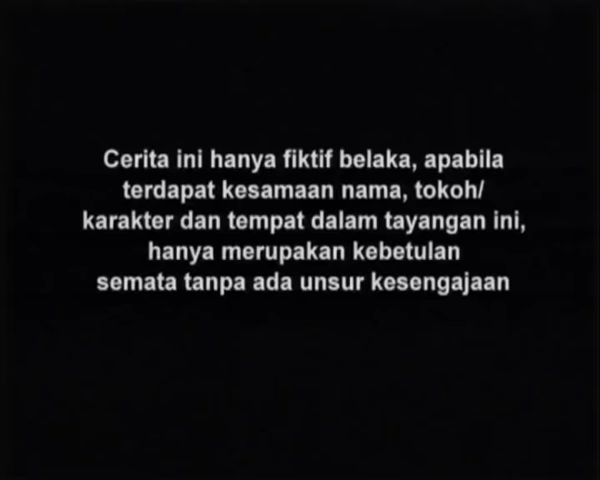 Cerita ini hanya fiktif belaka, apabila
terdapat kesamaan nama, tokoh/
karakter dan tempat dalam tayangan ini,
hanya merupakan kebetulan
semata tanpa ada unsur kesengajaan